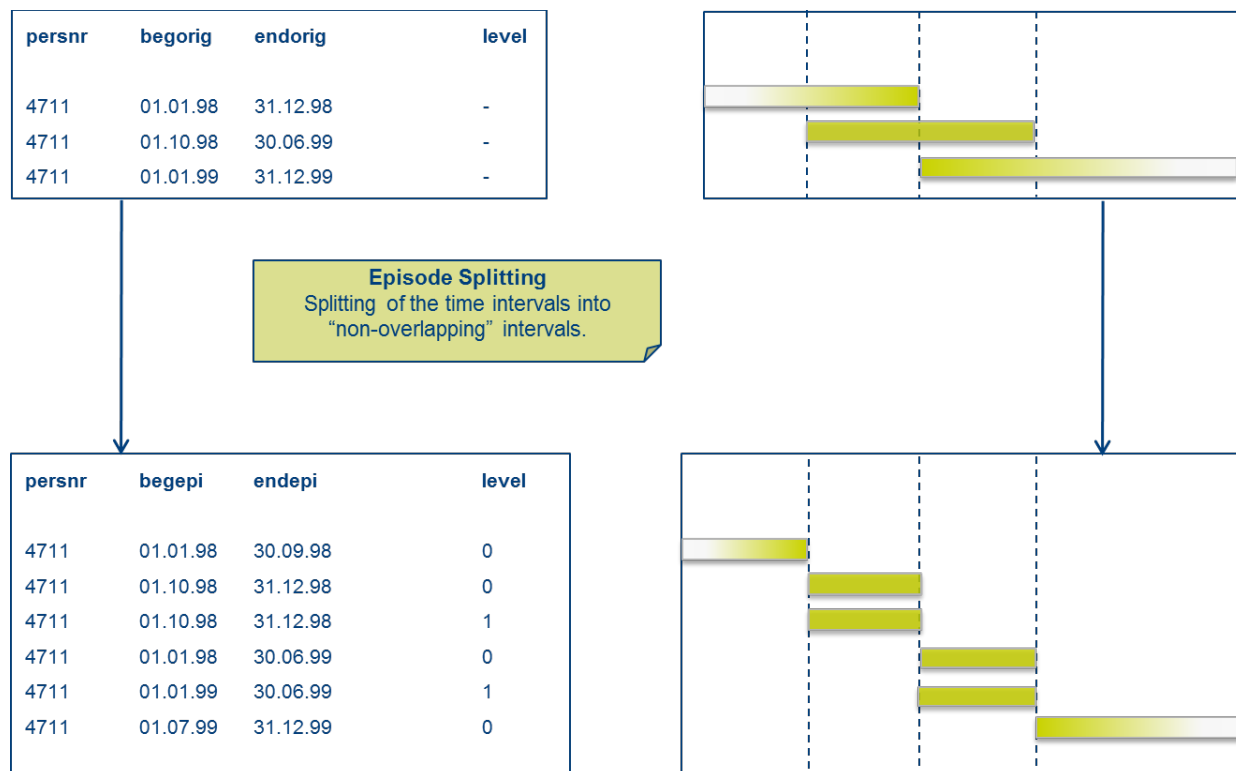 persnr begorig endorig level
4711 01.01.98 31.12.98 -
4711 01.10.98 30.06.99 -
4711 01.01.99 31.12.99 -
Episode Splitting
Splitting of the time intervals into
“non-overlapping” intervals.
persnr begepi endepi level
4711 01.01.98 30.09.98 0
4711 01.10.98 31.12.98 0
4711 01.10.98 31.12.98 1
4711 01.01.98 30.06.99 0
4711 01.01.99 30.06.99 1
4711 01.07.99 31.12.99 0